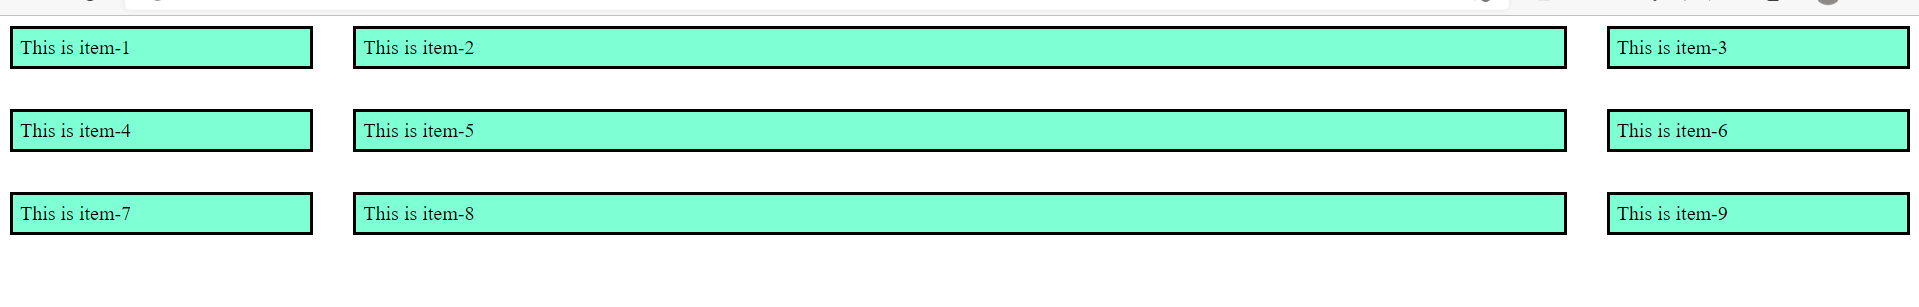 This is item-1
This is item-2
This is item-3
This is item-4
This is item-5
This is item-6
This is item-7
This is item-8
This is item-9